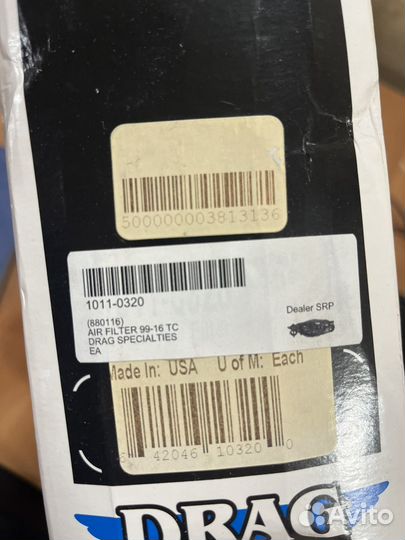 5000000003813136
1011-0320
(880116)
AIR FILTER 99-16 TC
DRAG SPECIALTIES
EA
Dealer SRP
Made In: USA U of M: Each
42046 10320 0
DRAG
Avito